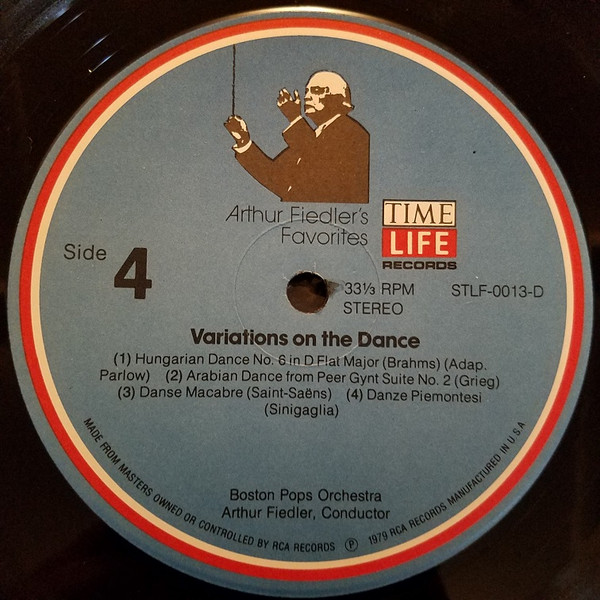 Arthur Fiedler's
Favorites
TIME
LIFE
RECORDS
Side 4
33⅓ RPM
STEREO
STLF-0013-D
Variations on the Dance
(1) Hungarian Dance No. 6 in D Flat Major (Brahms) (Adap.
Parlow) (2) Arabian Dance from Peer Gynt Suite No. 2 (Grieg)
(3) Danse Macabre (Saint-Saëns) (4) Danze Piemontesi
(Sinigaglia)
Boston Pops Orchestra
Arthur Fiedler, Conductor
MADE FROM MASTERS OWNED OR CONTROLLED BY RCA RECORDS ℗ 1979 RCA RECORDS MANUFACTURED IN U.S.A